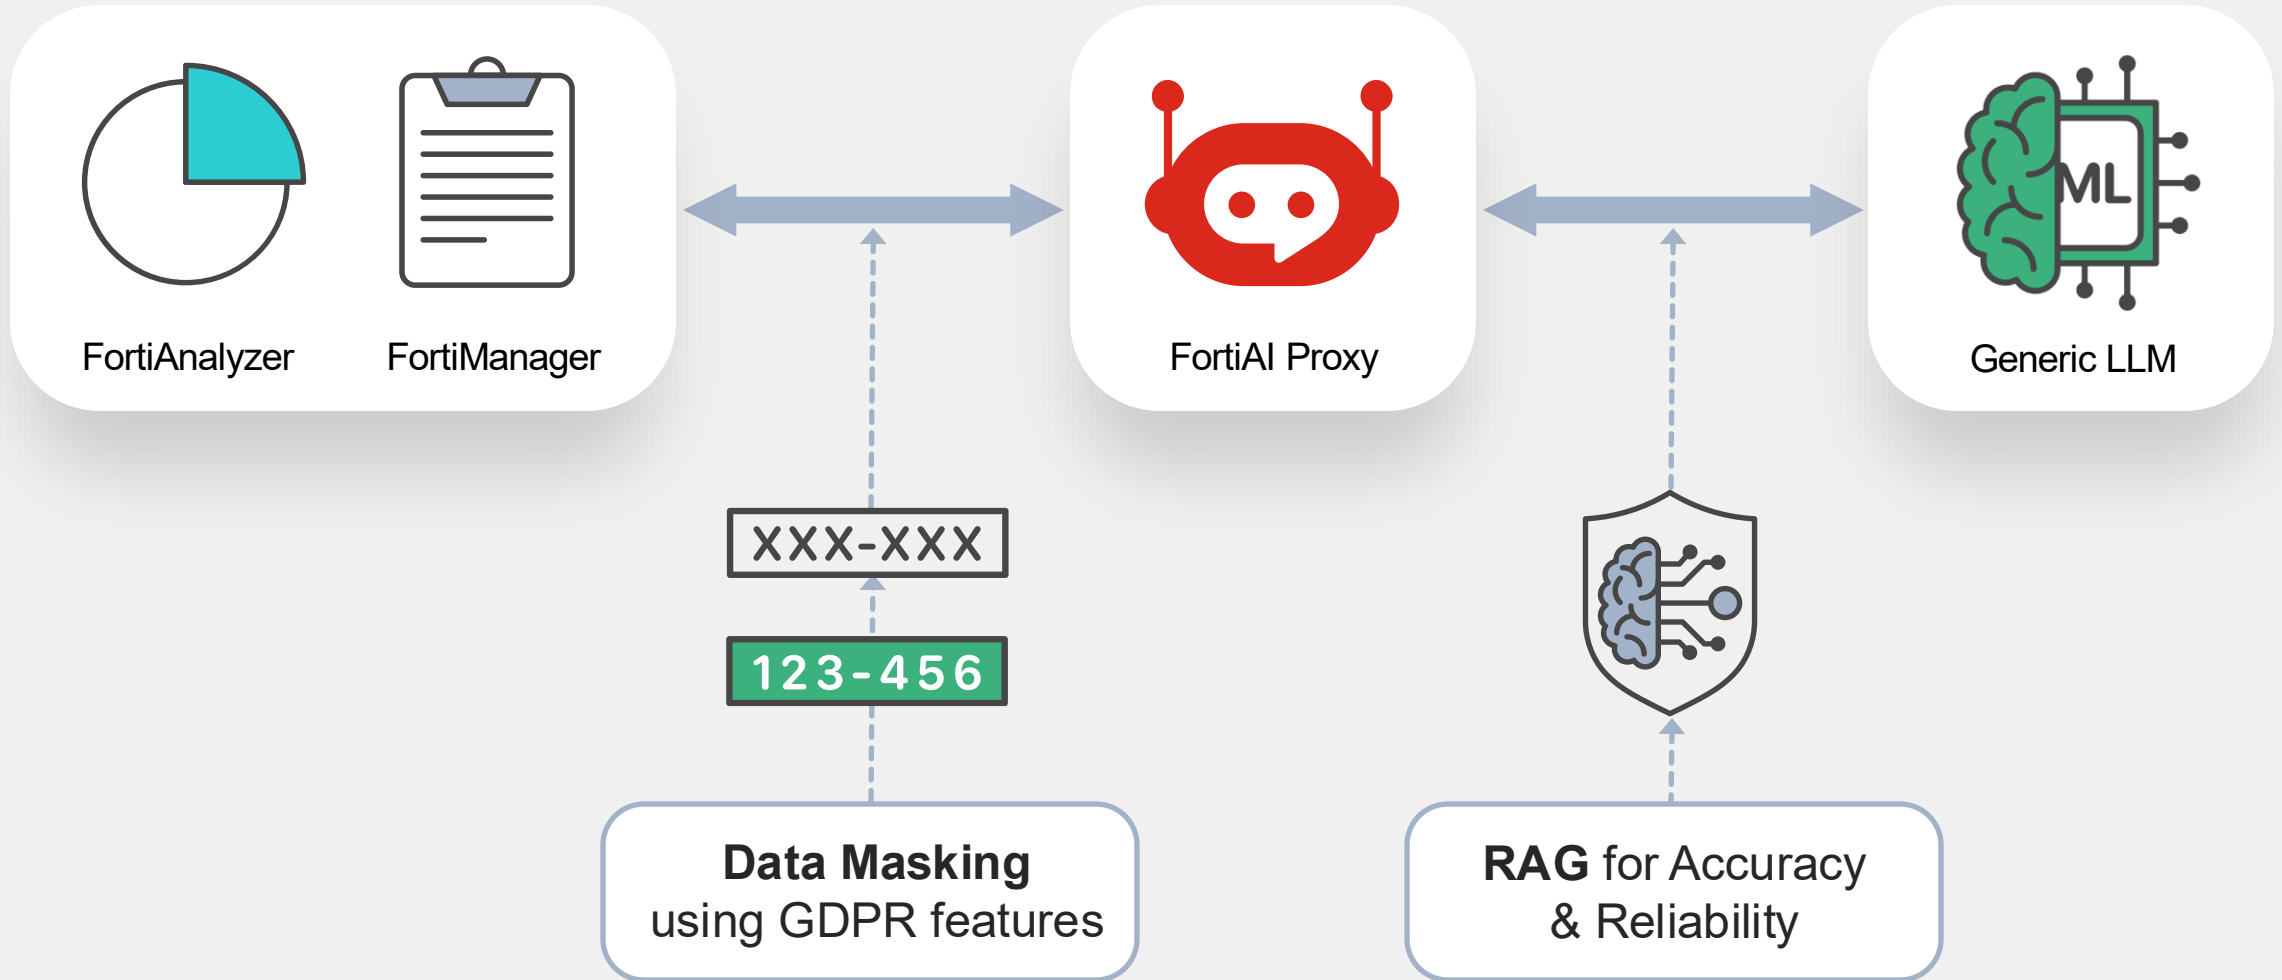 FortiAnalyzer
FortiManager
FortiAI Proxy
ML
Generic LLM
XXX-XXX
123-456
Data Masking
using GDPR features
RAG for Accuracy
& Reliability